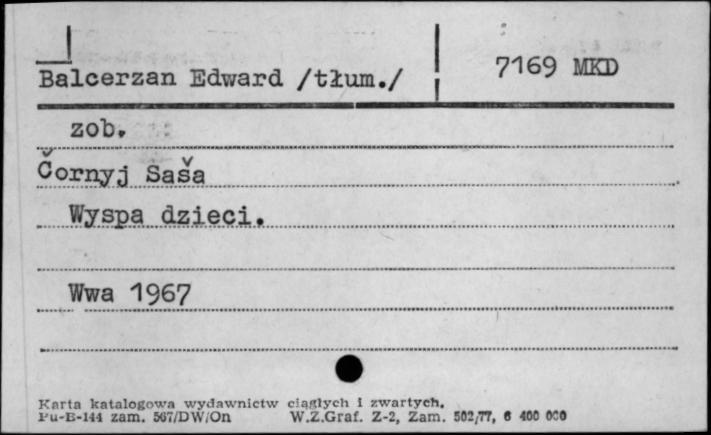 Balcerzan Edward /tłum./ 7169 MKD
zob.
Čornyj Saša
Wyspa dzieci.
Wwa 1967
Karta katalogowa wydawnictw ciągłych i zwartych.
Pu-B-144 zam. 567/DW/On W.Z.Graf. Z-2, Zam. 502/77, 6 400 000